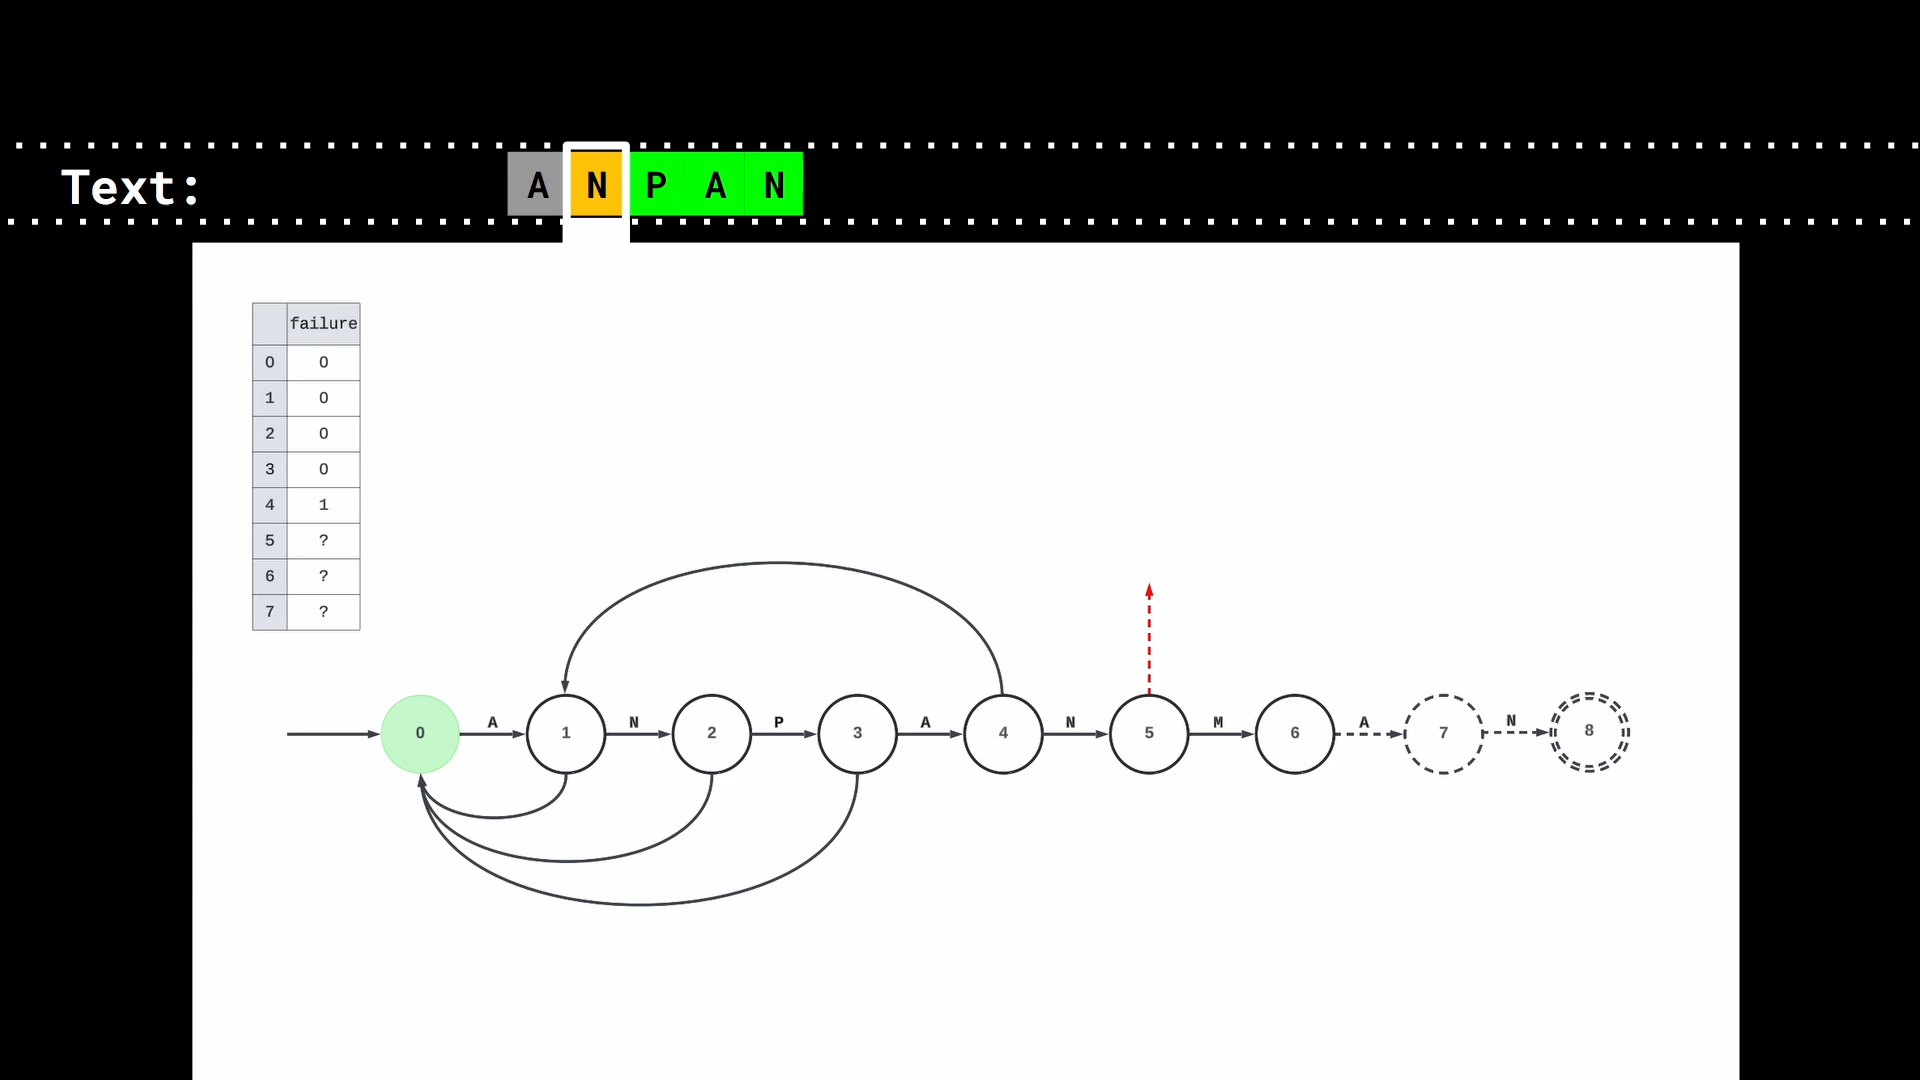 Text: A N P A N
failure
0 0
1 0
2 0
3 0
4 1
5 ?
6 ?
7 ?
0 A 1 N 2 P 3 A 4 N 5 M 6 A 7 N 8